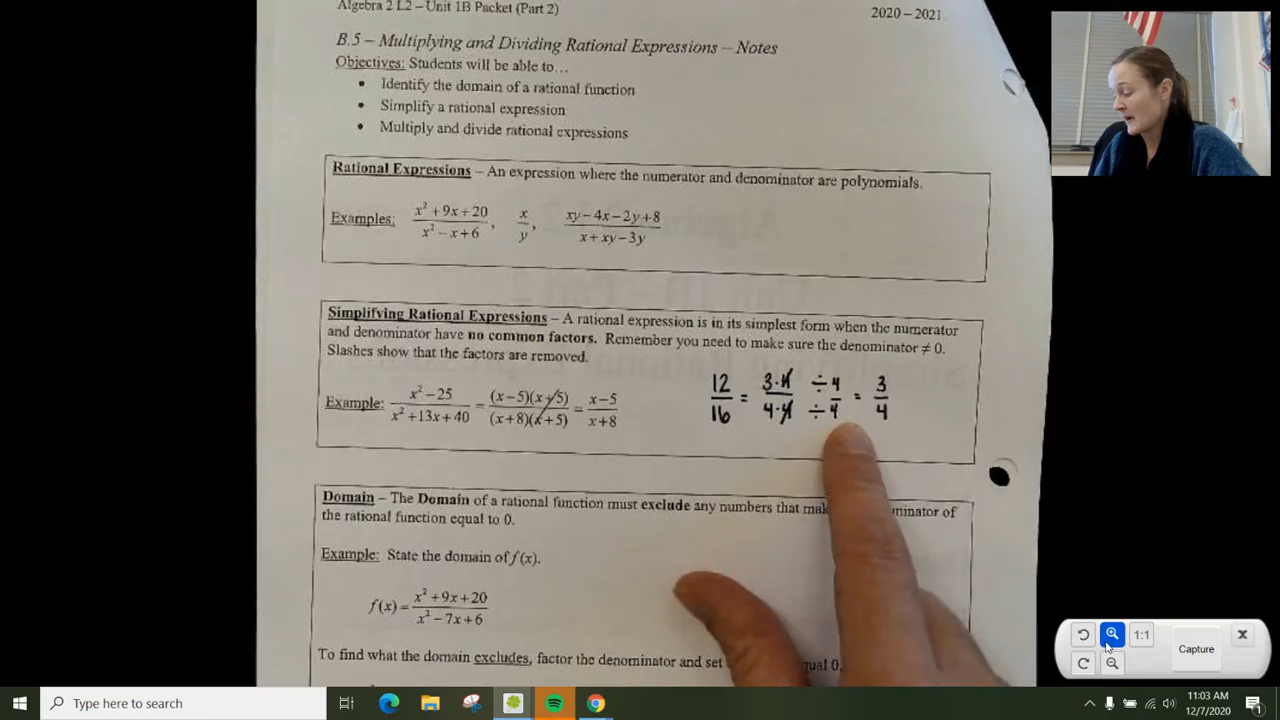 Algebra 2 L2 – Unit 1B Packet (Part 2) 2020 – 2021
B.5 – Multiplying and Dividing Rational Expressions – Notes
Objectives: Students will be able to…
• Identify the domain of a rational function
• Simplify a rational expression
• Multiply and divide rational expressions
Rational Expressions – An expression where the numerator and denominator are polynomials.
Examples: (x² + 9x + 20)/(x² − x + 6), x/y, (xy − 4x − 2y + 8)/(x + xy − 3y)
Simplifying Rational Expressions – A rational expression is in its simplest form when the numerator
and denominator have no common factors. Remember you need to make sure the denominator ≠ 0.
Slashes show that the factors are removed.
Example: (x² − 25)/(x² + 13x + 40) = (x − 5)(x + 5)/(x + 8)(x + 5) = (x − 5)/(x + 8) 12/16 = 3·4/4·4 ÷4/÷4 = 3/4
Domain – The Domain of a rational function must exclude any numbers that of
the rational function equal to 0.
Example: State the domain of f(x).
f(x) = (x² + 9x + 20)/(x² − 7x + 6)
To find what the domain excludes, factor the denominator and set equal 0.
1:1
Capture
Type here to search
11:03 AM
12/7/2020
1